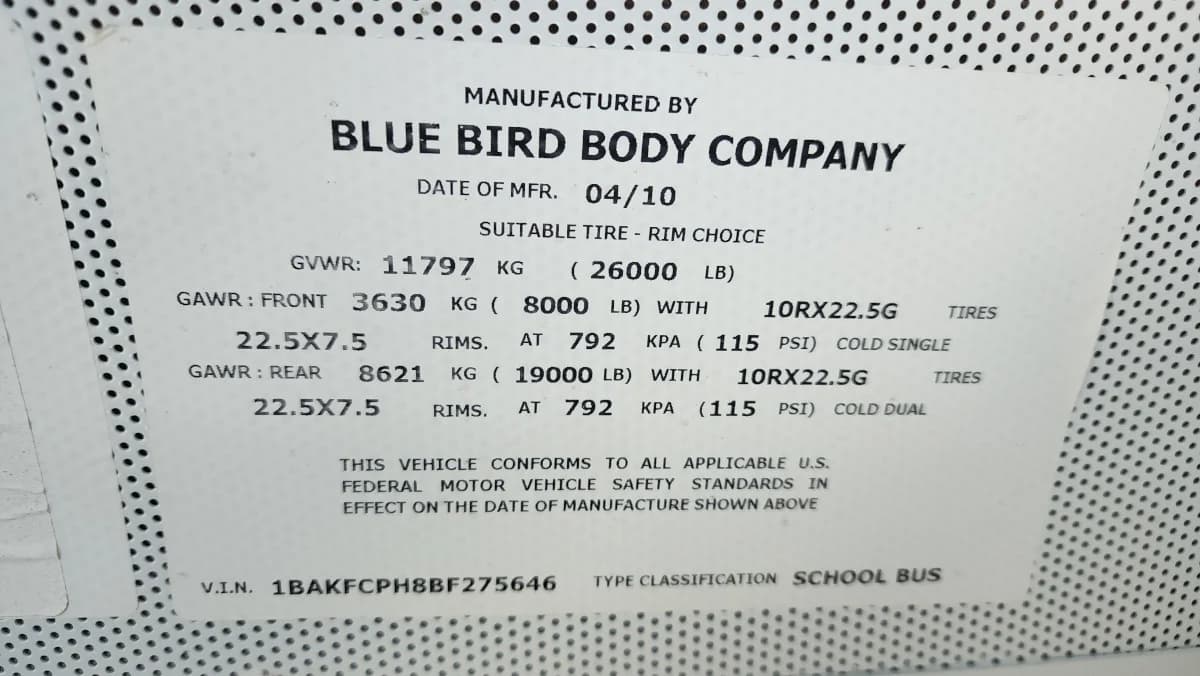 MANUFACTURED BY
BLUE BIRD BODY COMPANY
DATE OF MFR. 04/10
SUITABLE TIRE - RIM CHOICE
GVWR: 11797 KG ( 26000 LB)
GAWR : FRONT 3630 KG ( 8000 LB) WITH 10RX22.5G TIRES
22.5X7.5 RIMS. AT 792 KPA ( 115 PSI) COLD SINGLE
GAWR : REAR 8621 KG ( 19000 LB) WITH 10RX22.5G TIRES
22.5X7.5 RIMS. AT 792 KPA (115 PSI) COLD DUAL
THIS VEHICLE CONFORMS TO ALL APPLICABLE U.S.
FEDERAL MOTOR VEHICLE SAFETY STANDARDS IN
EFFECT ON THE DATE OF MANUFACTURE SHOWN ABOVE
V.I.N. 1BAKFCPH8BF275646 TYPE CLASSIFICATION SCHOOL BUS